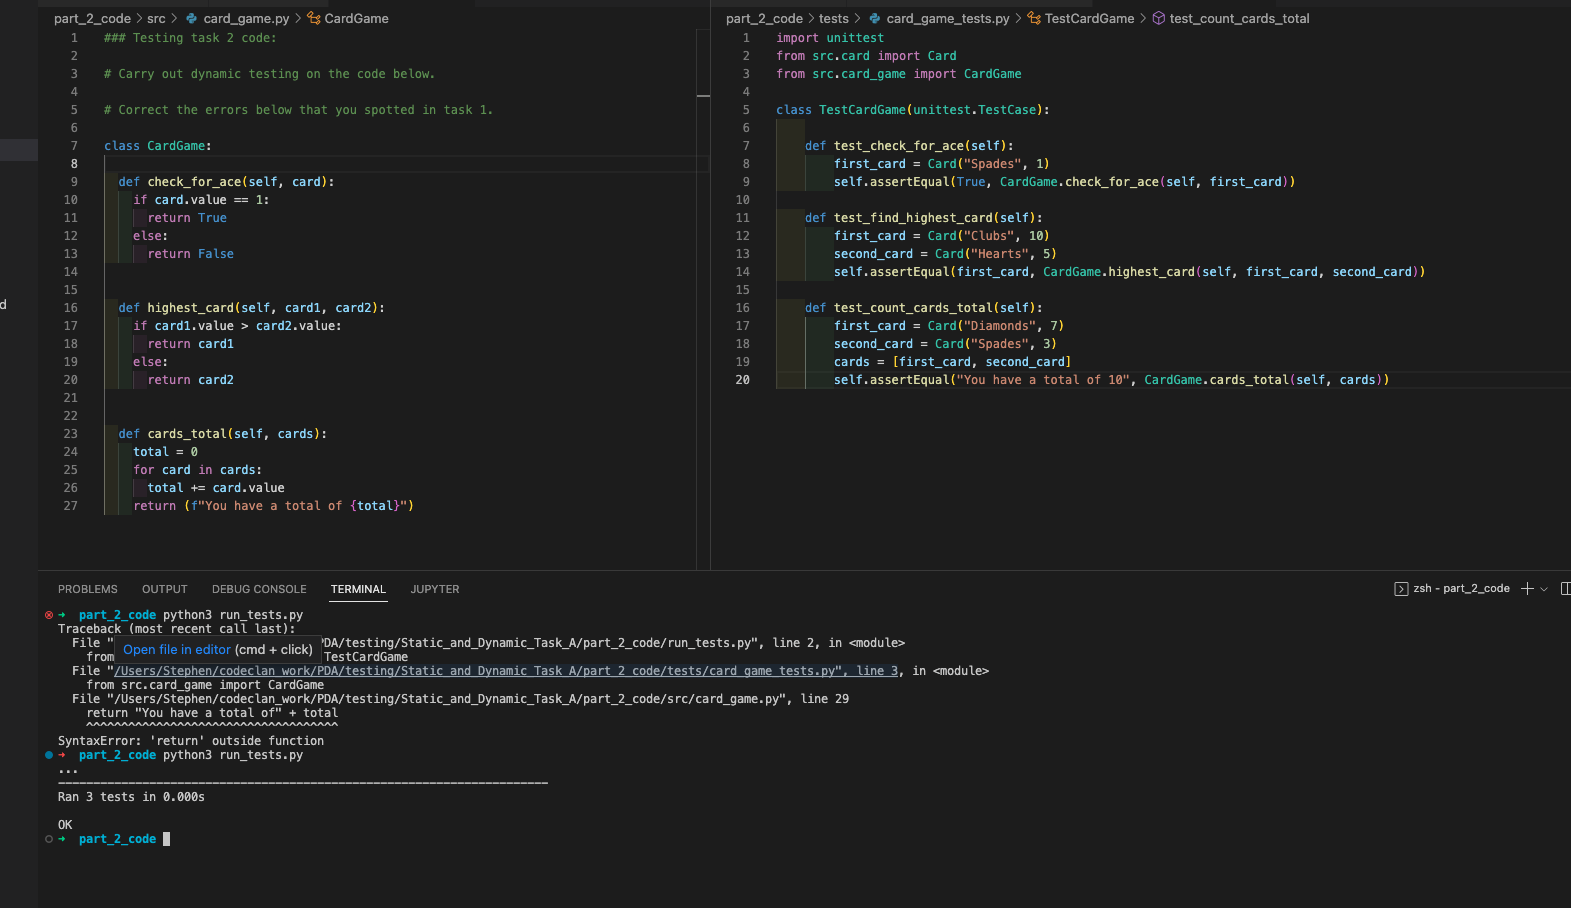 part_2_code > src > card_game.py > CardGame
1 ### Testing task 2 code:
2
3 # Carry out dynamic testing on the code below.
4
5 # Correct the errors below that you spotted in task 1.
6
7 class CardGame:
8
9 def check_for_ace(self, card):
10 if card.value == 1:
11 return True
12 else:
13 return False
14
15
16 def highest_card(self, card1, card2):
17 if card1.value > card2.value:
18 return card1
19 else:
20 return card2
21
22
23 def cards_total(self, cards):
24 total = 0
25 for card in cards:
26 total += card.value
27 return (f"You have a total of {total}")
part_2_code > tests > card_game_tests.py > TestCardGame > test_count_cards_total
1 import unittest
2 from src.card import Card
3 from src.card_game import CardGame
4
5 class TestCardGame(unittest.TestCase):
6
7 def test_check_for_ace(self):
8 first_card = Card("Spades", 1)
9 self.assertEqual(True, CardGame.check_for_ace(self, first_card))
10
11 def test_find_highest_card(self):
12 first_card = Card("Clubs", 10)
13 second_card = Card("Hearts", 5)
14 self.assertEqual(first_card, CardGame.highest_card(self, first_card, second_card))
15
16 def test_count_cards_total(self):
17 first_card = Card("Diamonds", 7)
18 second_card = Card("Spades", 3)
19 cards = [first_card, second_card]
20 self.assertEqual("You have a total of 10", CardGame.cards_total(self, cards))
d
PROBLEMS OUTPUT DEBUG CONSOLE TERMINAL JUPYTER
zsh - part_2_code
➜ part_2_code python3 run_tests.py
Traceback (most recent call last):
File "PDA/testing/Static_and_Dynamic_Task_A/part_2_code/run_tests.py", line 2, in <module>
Open file in editor (cmd + click)
from TestCardGame
File "/Users/Stephen/codeclan_work/PDA/testing/Static_and_Dynamic_Task_A/part_2_code/tests/card_game_tests.py", line 3, in <module>
from src.card_game import CardGame
File "/Users/Stephen/codeclan_work/PDA/testing/Static_and_Dynamic_Task_A/part_2_code/src/card_game.py", line 29
return "You have a total of" + total
^^^^^^^^^^^^^^^^^^^^^^^^^^^^^^^^^^^^
SyntaxError: 'return' outside function
➜ part_2_code python3 run_tests.py
...
----------------------------------------------------------------------
Ran 3 tests in 0.000s
OK
➜ part_2_code